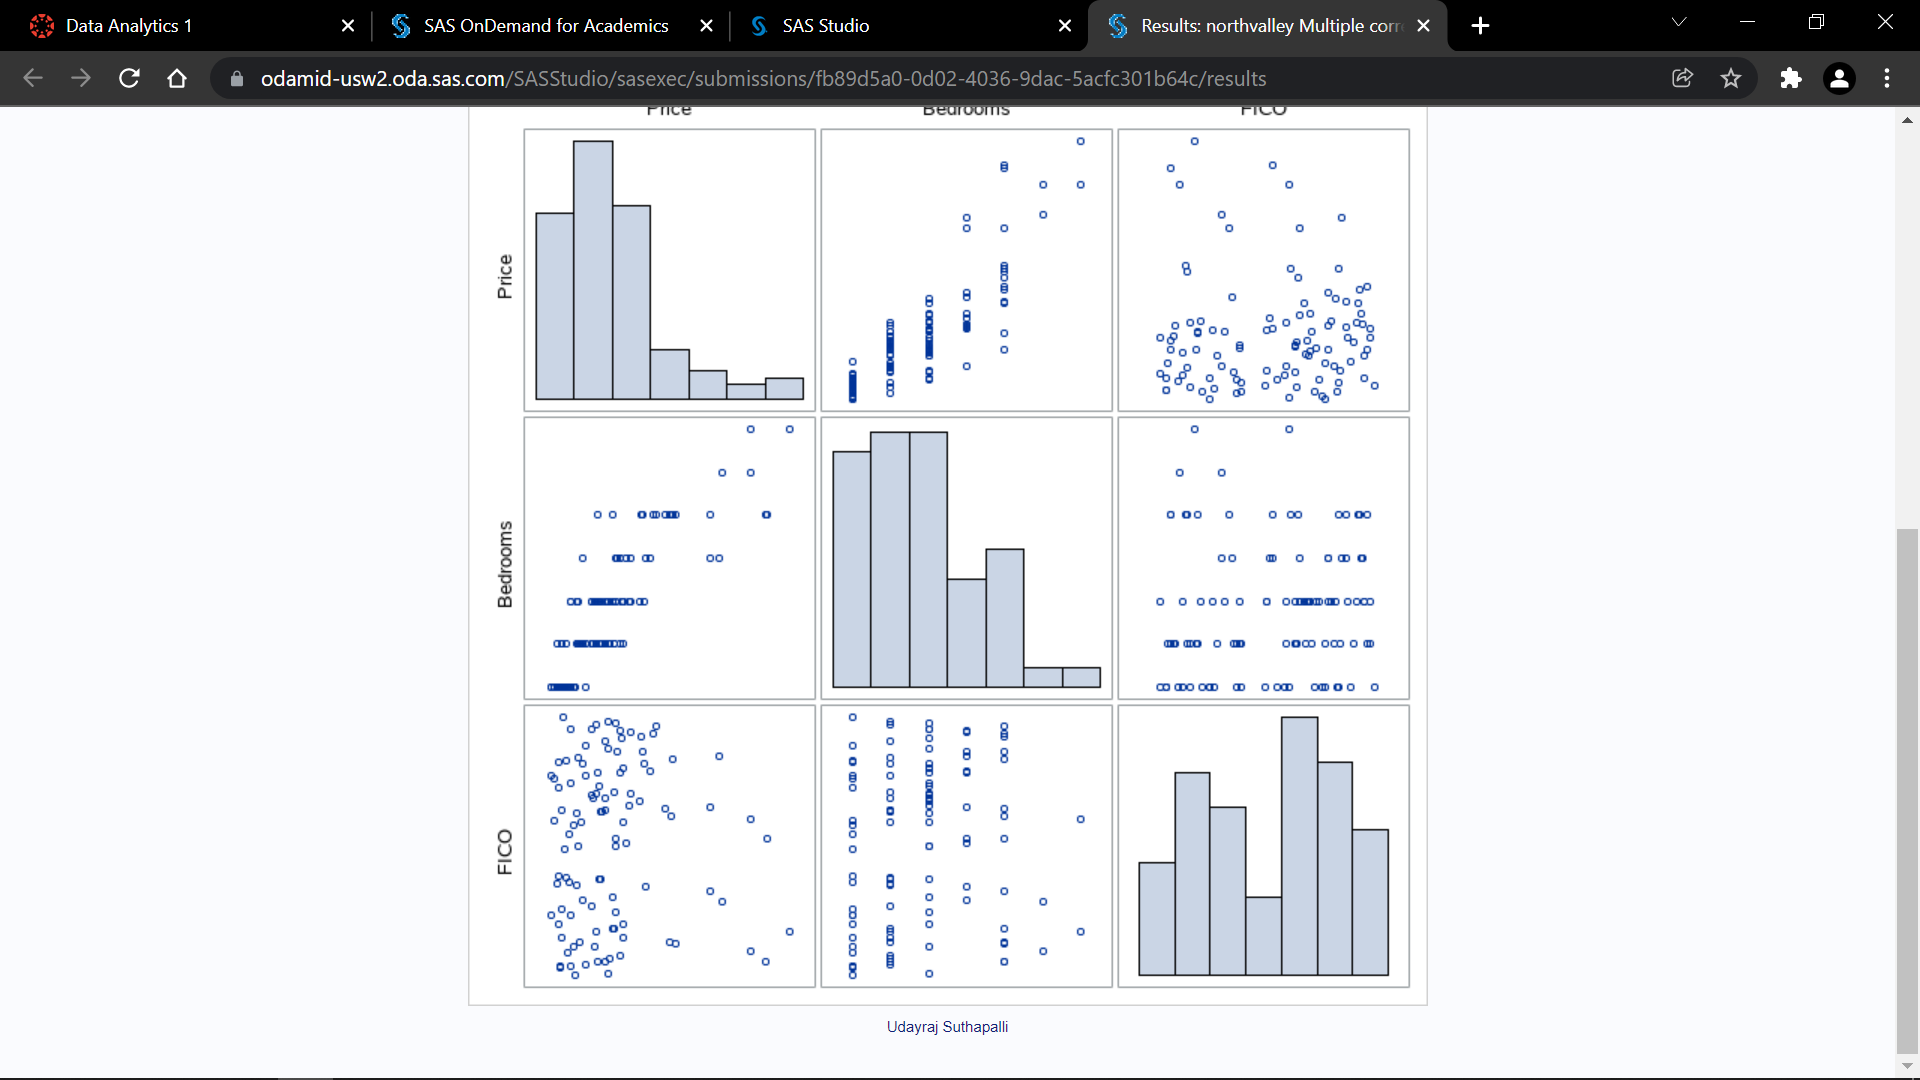 Data Analytics 1
SAS OnDemand for Academics
SAS Studio
Results: northvalley Multiple corr
odamid-usw2.oda.sas.com/SASStudio/sasexec/submissions/fb89d5a0-0d02-4036-9dac-5acfc301b64c/results
Price Bedrooms FICO
Price
Bedrooms
FICO
Udayraj Suthapalli